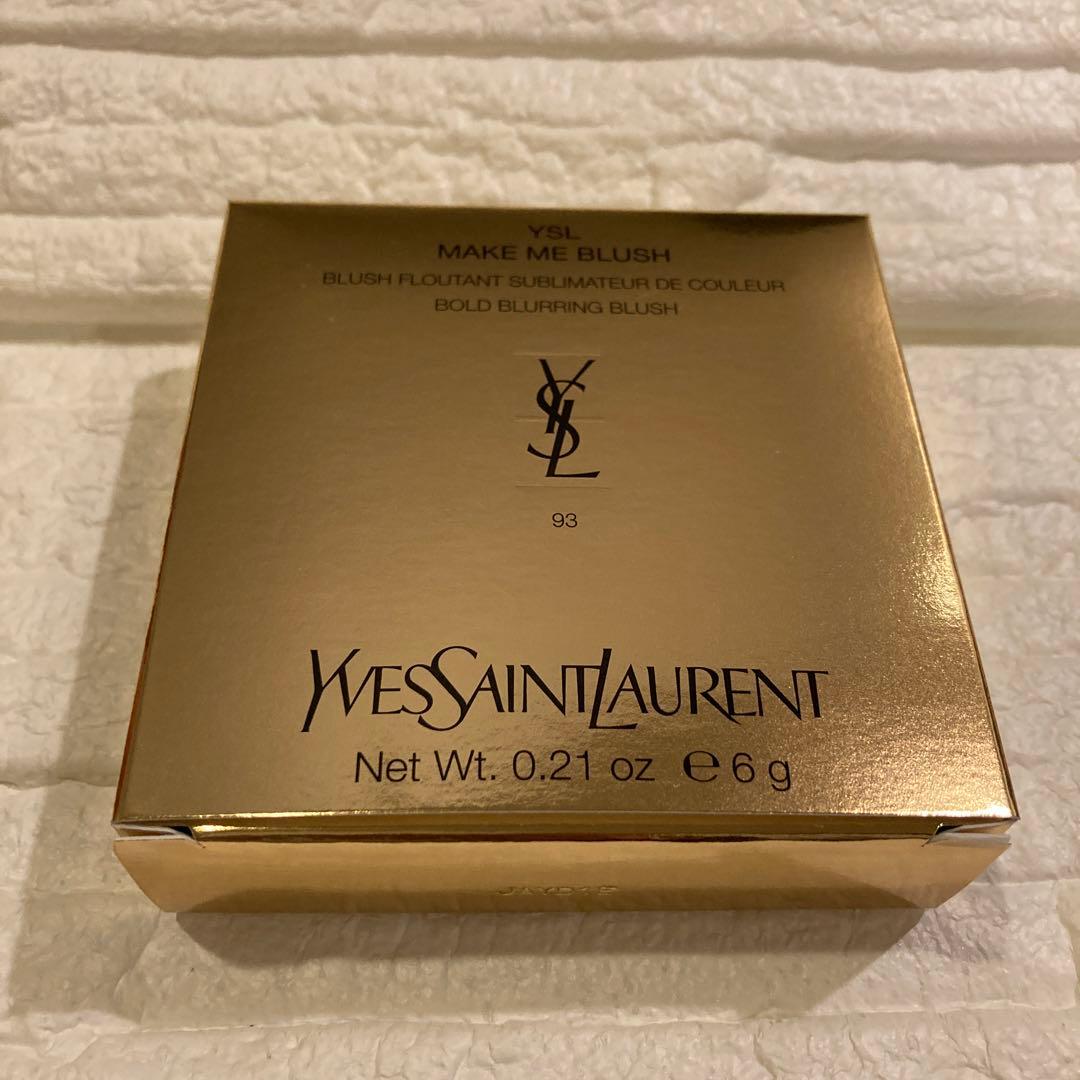 YSL
MAKE ME BLUSH
BLUSH FLOUTANT SUBLIMATEUR DE COULEUR
BOLD BLURRING BLUSH
YSL
93
YVESSAINTLAURENT
Net Wt. 0.21 oz ℮ 6 g